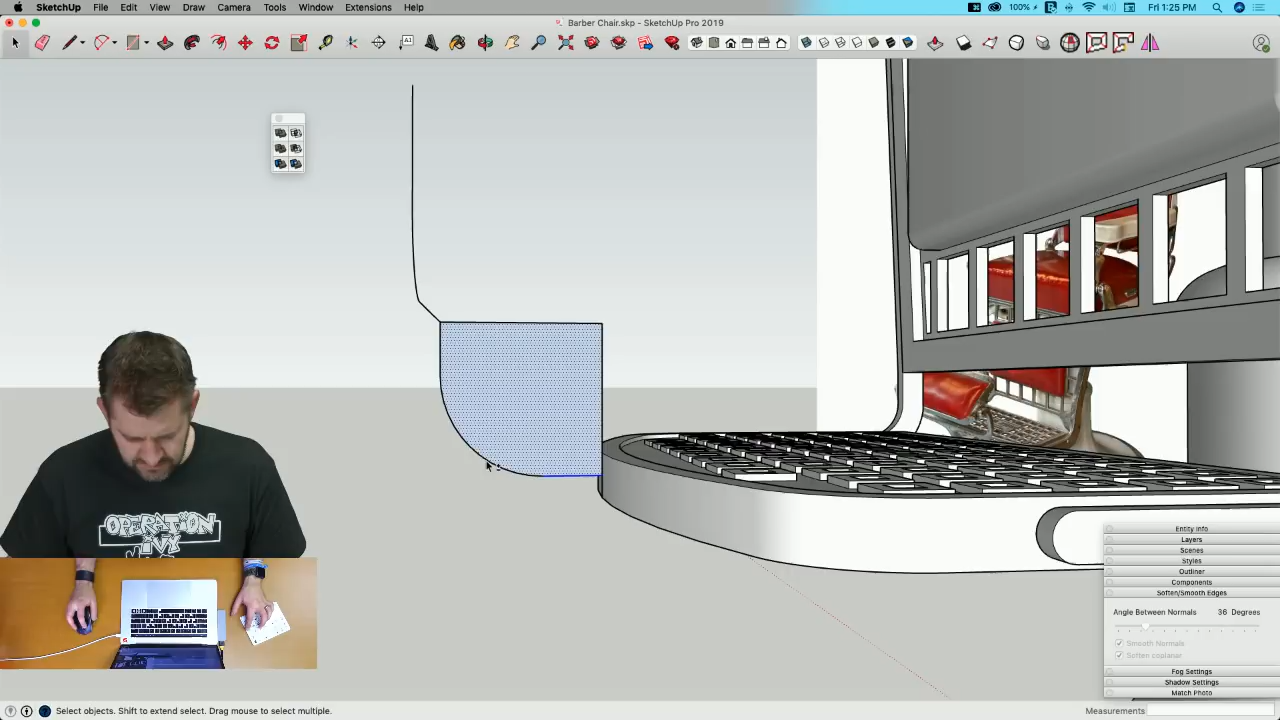 SketchUp File Edit View Draw Camera Tools Window Extensions Help
100% Fri 1:25 PM
Barber Chair.skp - SketchUp Pro 2019
OPERATION
IVY
Entity Info
Layers
Scenes
Styles
Outliner
Components
Soften/Smooth Edges
Angle Between Normals 36 Degrees
Smooth Normals
Soften coplanar
Fog Settings
Shadow Settings
Match Photo
Select objects. Shift to extend select. Drag mouse to select multiple.
Measurements